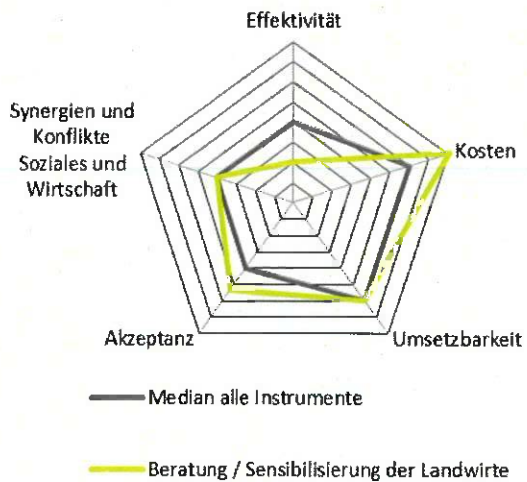 Effektivität
Synergien und
Konflikte
Soziales und
Wirtschaft
Kosten
Akzeptanz
Umsetzbarkeit
Median alle Instrumente
Beratung / Sensibilisierung der Landwirte